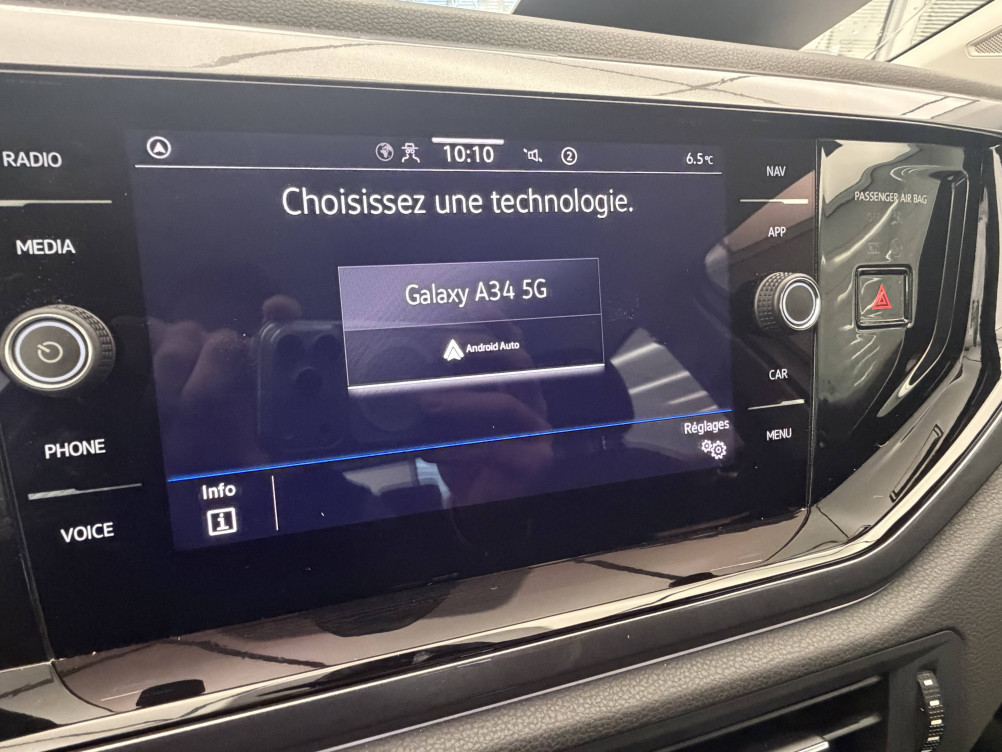 RADIO
MEDIA
PHONE
VOICE
10:10
2
6.5°C
Choisissez une technologie.
Galaxy A34 5G
Android Auto
Réglages
Info
i
NAV
APP
CAR
MENU
PASSENGER AIR BAG